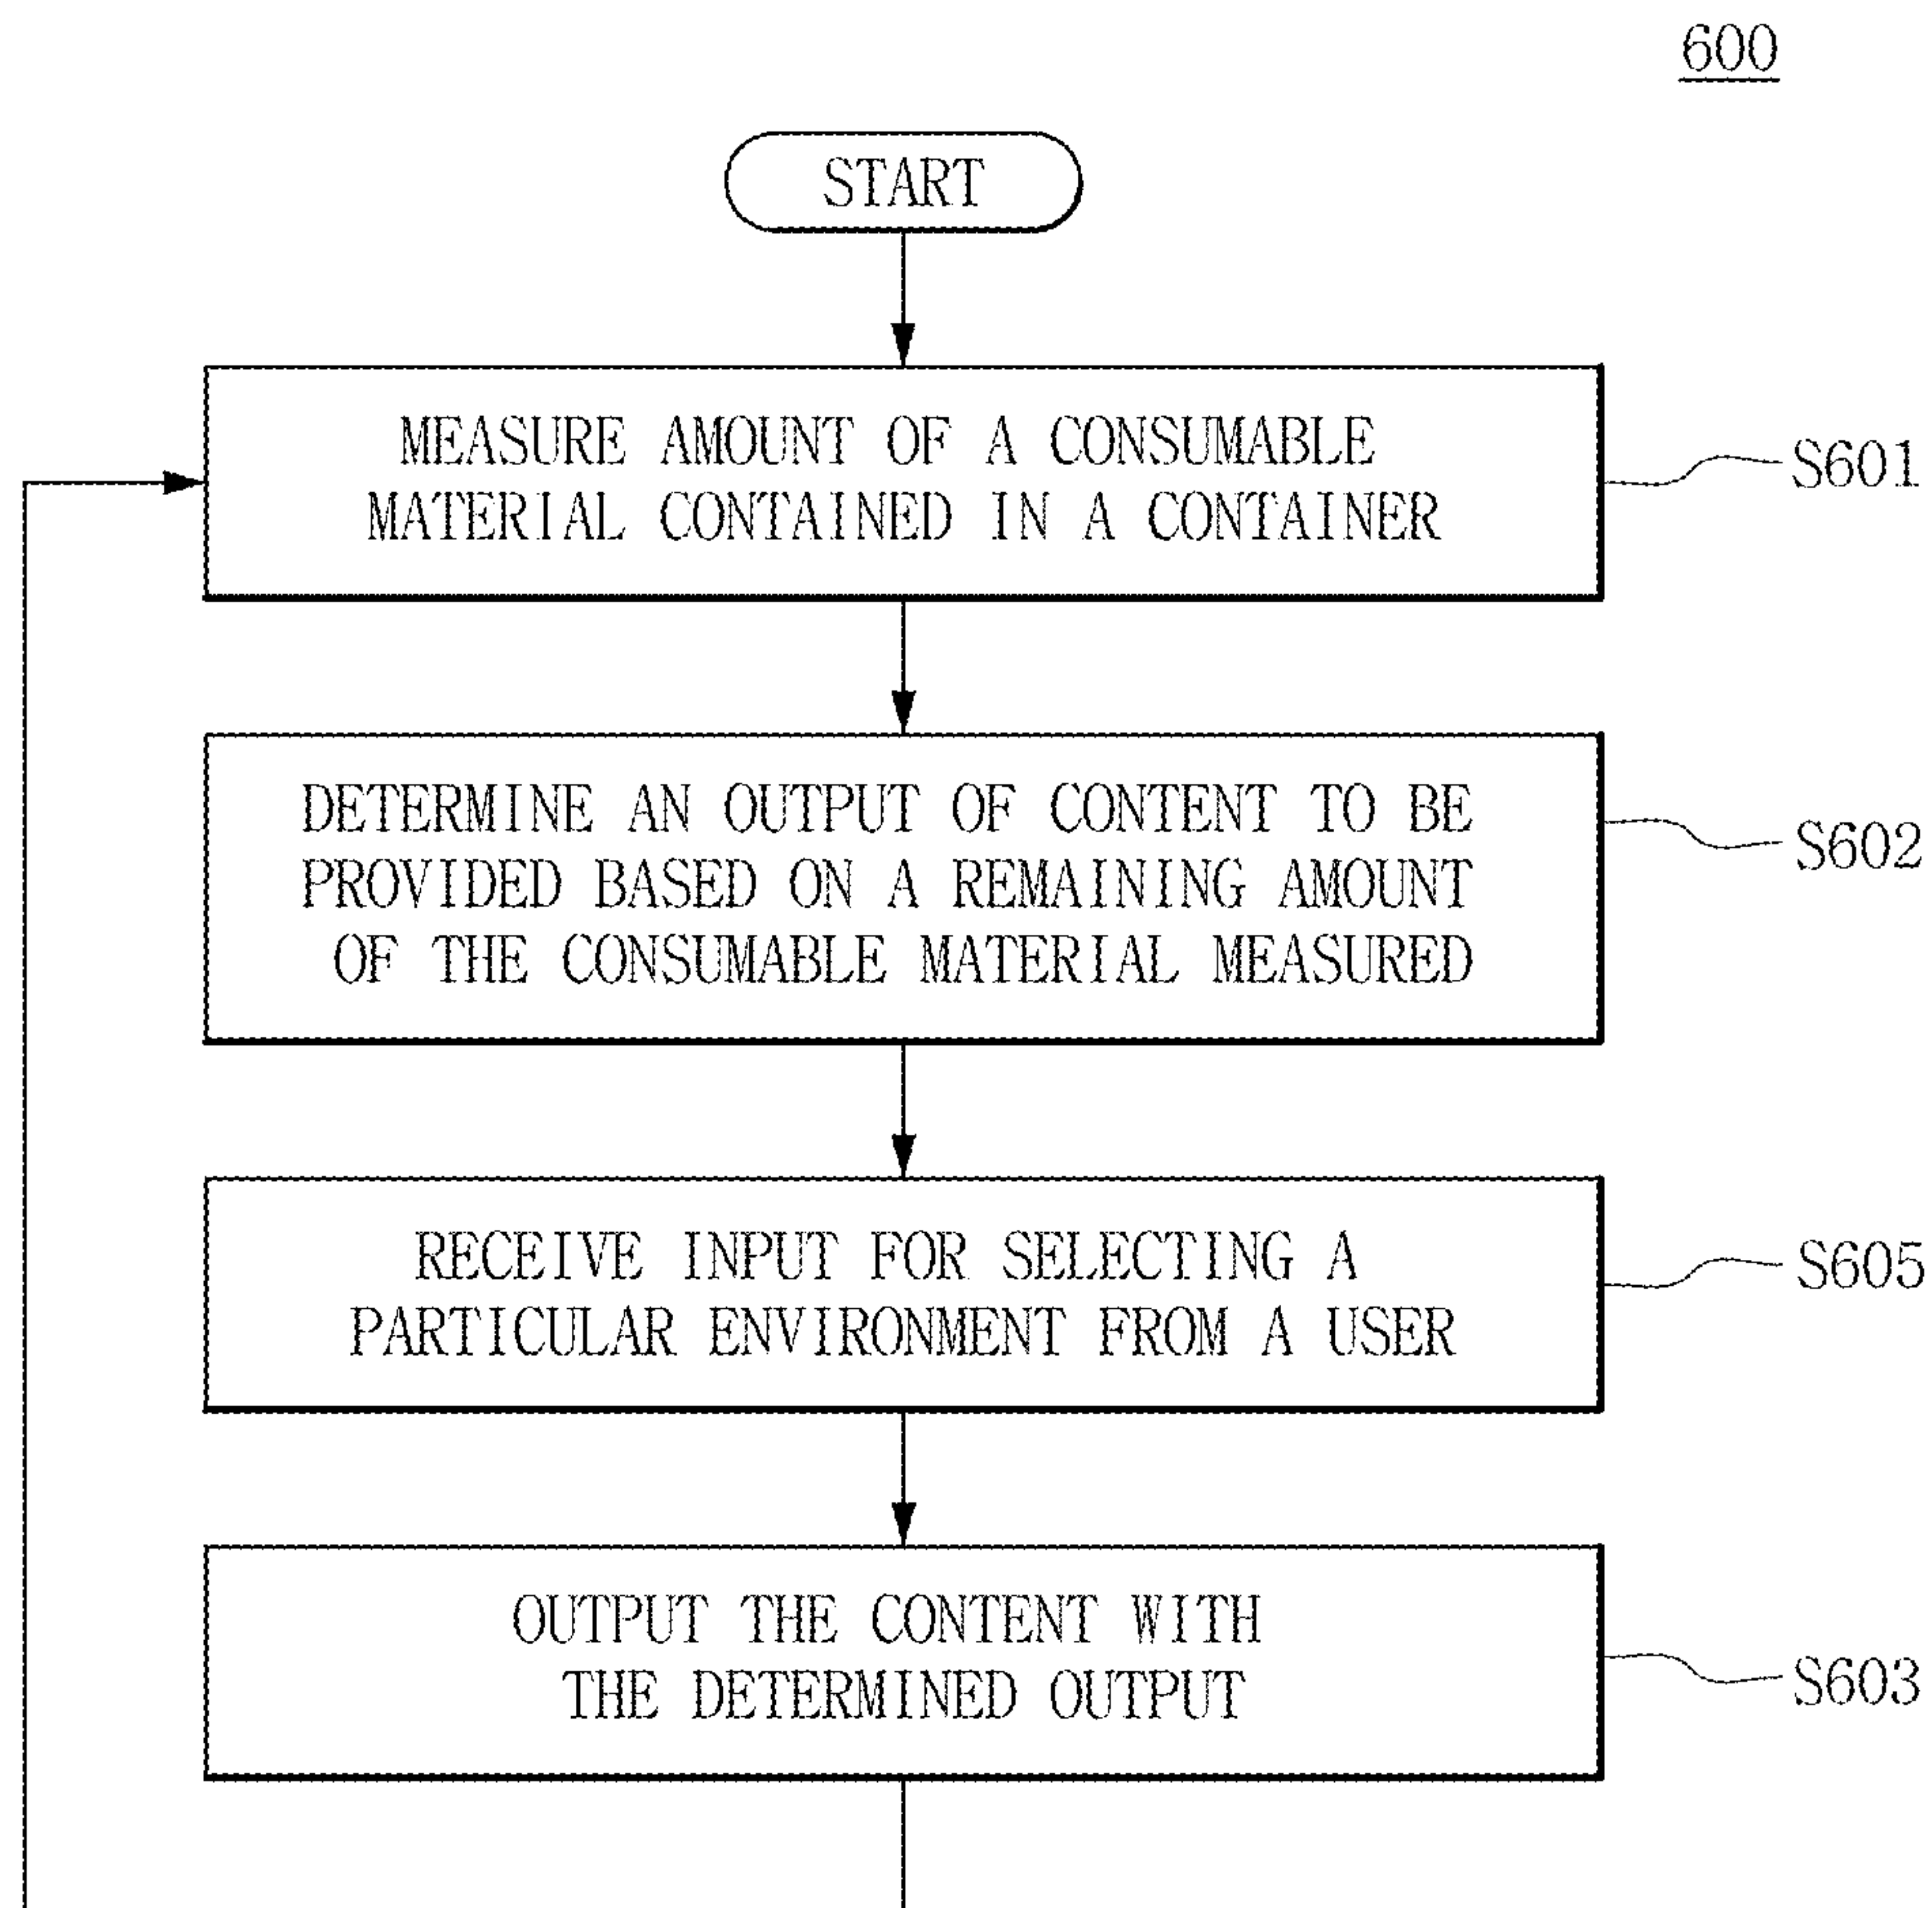 600
START
MEASURE AMOUNT OF A CONSUMABLE
MATERIAL CONTAINED IN A CONTAINER
S601
DETERMINE AN OUTPUT OF CONTENT TO BE
PROVIDED BASED ON A REMAINING AMOUNT
OF THE CONSUMABLE MATERIAL MEASURED
S602
RECEIVE INPUT FOR SELECTING A
PARTICULAR ENVIRONMENT FROM A USER
S605
OUTPUT THE CONTENT WITH
THE DETERMINED OUTPUT
S603